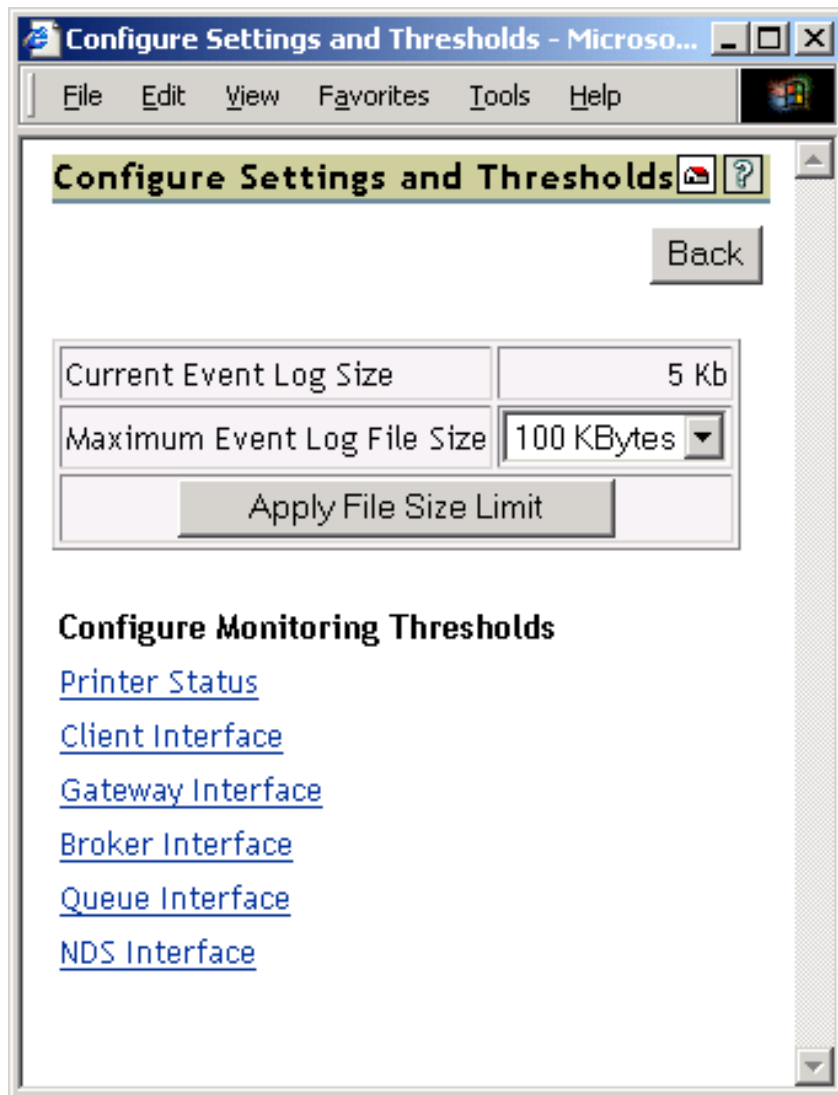 Configure Settings and Thresholds - Microso...
File Edit View Favorites Tools Help
Configure Settings and Thresholds ?
Back
Current Event Log Size 5 Kb
Maximum Event Log File Size 100 KBytes
Apply File Size Limit
Configure Monitoring Thresholds
Printer Status
Client Interface
Gateway Interface
Broker Interface
Queue Interface
NDS Interface